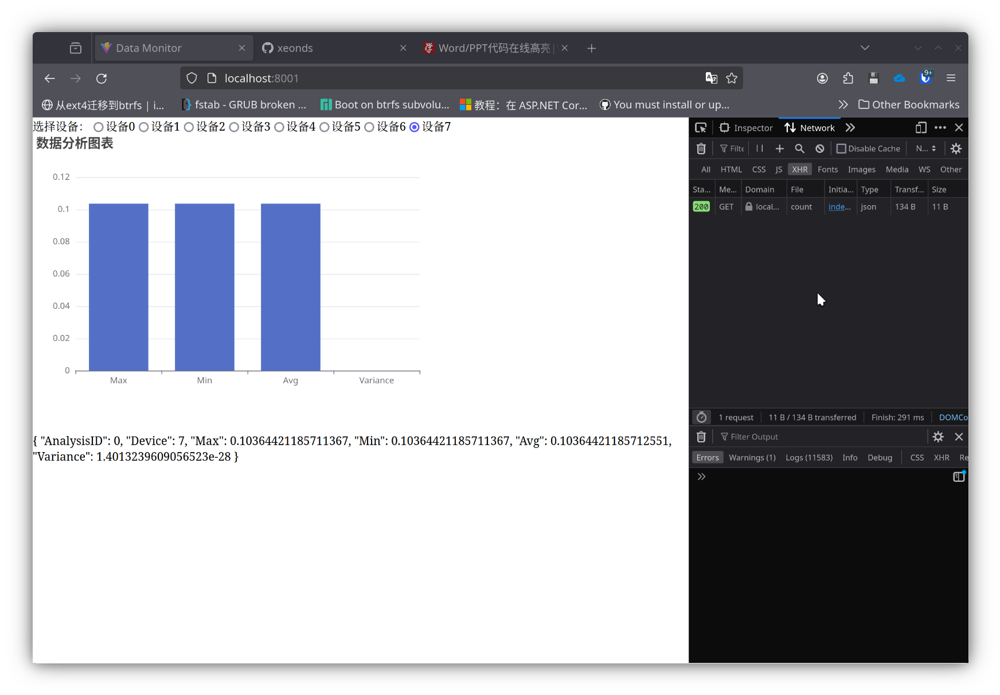 Data Monitor
xeonds
Word/PPT代码在线高亮|
localhost:8001
9+
从ext4迁移到btrfs | i...
fstab - GRUB broken ...
Boot on btrfs subvolu...
教程：在 ASP.NET Cor...
You must install or up...
Other Bookmarks
选择设备： 设备0 设备1 设备2 设备3 设备4 设备5 设备6 设备7
数据分析图表
0.12
0.1
0.08
0.06
0.04
0.02
0
Max Min Avg Variance
{ "AnalysisID": 0, "Device": 7, "Max": 0.10364421185711367, "Min": 0.10364421185711367, "Avg": 0.10364421185712551,
"Variance": 1.4013239609056523e-28 }
Inspector Network
Filte Disable Cache N...
All HTML CSS JS XHR Fonts Images Media WS Other
Sta... Me... Domain File Initia... Type Transf... Size
200 GET local... count inde... json 134 B 11 B
1 request 11 B / 134 B transferred Finish: 291 ms DOMCo
Filter Output
Errors Warnings (1) Logs (11583) Info Debug CSS XHR Re